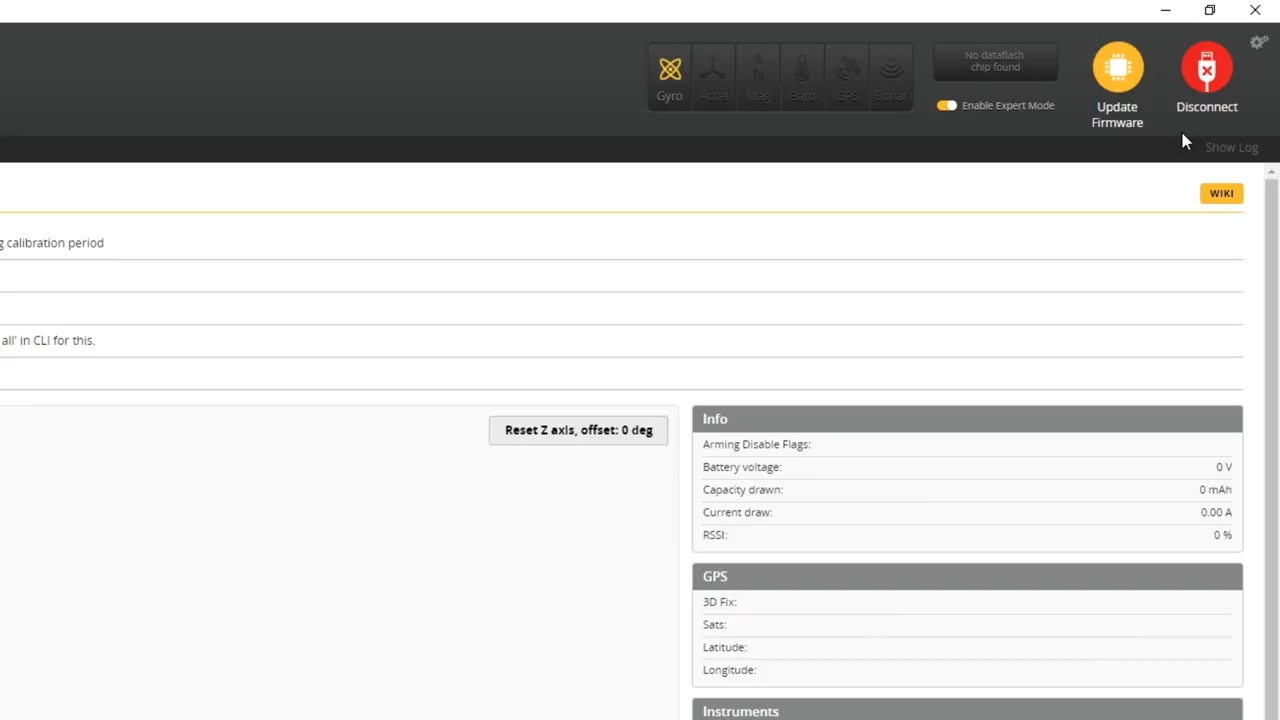 Gyro
Accel
Mag
Baro
GPS
Sonar
No dataflash
chip found
Enable Expert Mode
Update
Firmware
Disconnect
Show Log
WIKI
g calibration period
all' in CLI for this.
Reset Z axis, offset: 0 deg
Info
Arming Disable Flags:
Battery voltage: 0 V
Capacity drawn: 0 mAh
Current draw: 0.00 A
RSSI: 0 %
GPS
3D Fix:
Sats:
Latitude:
Longitude:
Instruments